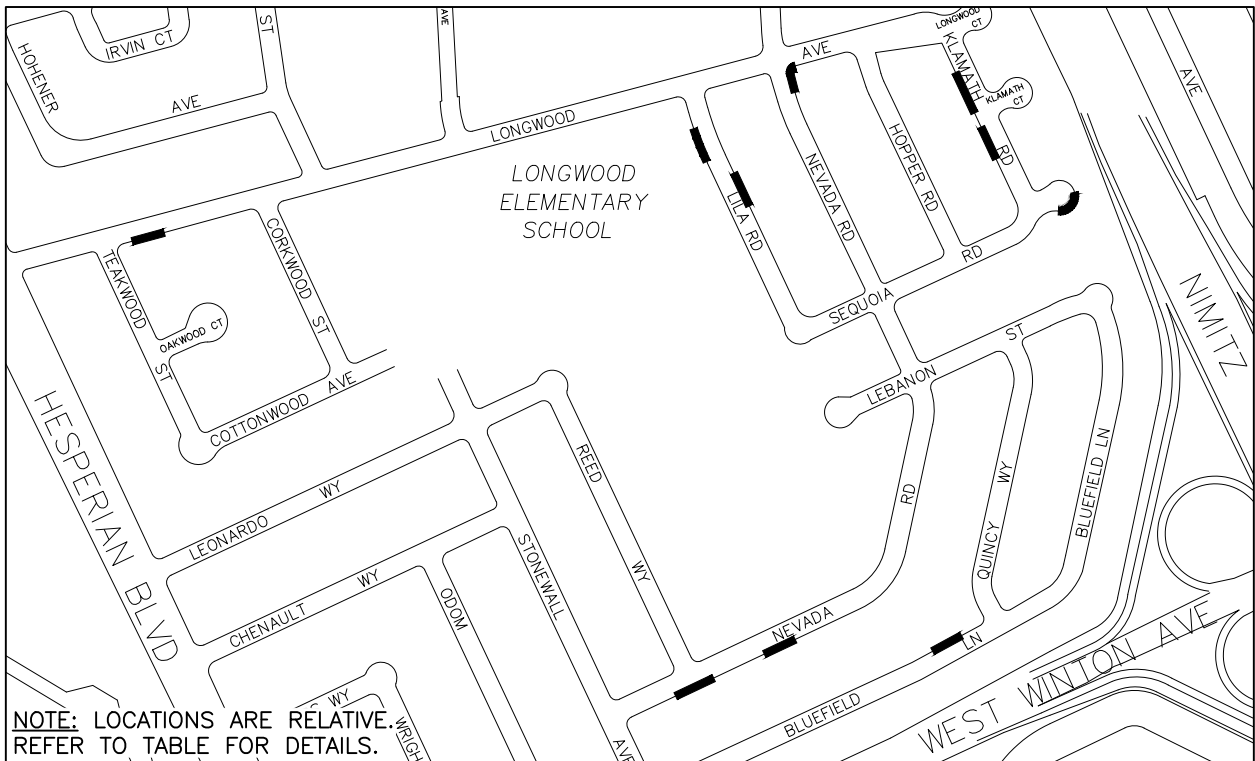 HOHENER
AVE
IRVIN CT
ST
AVE
LONGWOOD
AVE
LONGWOOD
CT
KLAMATH
RD
KLAMATH
CT
AVE
LONGWOOD
ELEMENTARY
SCHOOL
LILA RD
NEVADA RD
HOPPER RD
SEQUOIA
RD
NIMITZ
TEAKWOOD
ST
OAKWOOD CT
CORKWOOD ST
COTTONWOOD AVE
HESPERIAN BLVD
LEONARDO WY
REED
WY
LEBANON
ST
RD
QUINCY WY
BLUEFIELD LN
CHENAULT WY
ODOM
STONEWALL
AVE
NEVADA
LN
BLUEFIELD
WEST WINTON AVE
WY
WRIGH
NOTE: LOCATIONS ARE RELATIVE.
REFER TO TABLE FOR DETAILS.